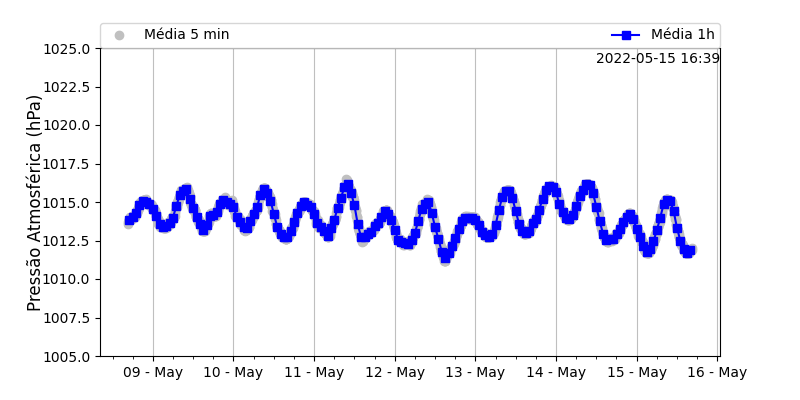 Média 5 min
Média 1h
2022-05-15 16:39
Pressão Atmosférica (hPa)
1025.0
1022.5
1020.0
1017.5
1015.0
1012.5
1010.0
1007.5
1005.0
09 - May
10 - May
11 - May
12 - May
13 - May
14 - May
15 - May
16 - May